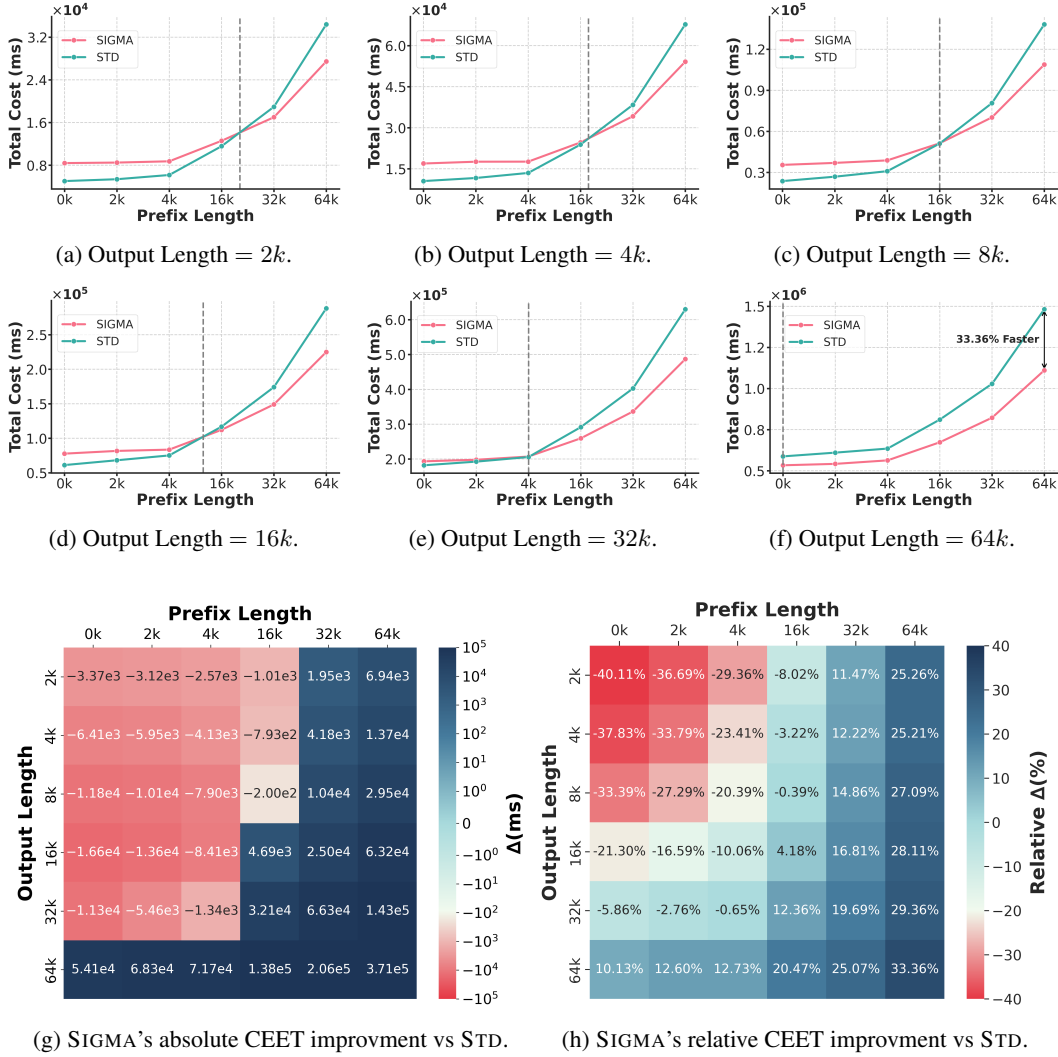 ×10⁴
Total Cost (ms)
3.2
2.4
1.6
0.8
SIGMA
STD
0k 2k 4k 16k 32k 64k
Prefix Length
(a) Output Length = 2k.
×10⁴
Total Cost (ms)
6.0
4.5
3.0
1.5
SIGMA
STD
0k 2k 4k 16k 32k 64k
Prefix Length
(b) Output Length = 4k.
×10⁵
Total Cost (ms)
1.2
0.9
0.6
0.3
SIGMA
STD
0k 2k 4k 16k 32k 64k
Prefix Length
(c) Output Length = 8k.
×10⁵
Total Cost (ms)
2.5
2.0
1.5
1.0
0.5
SIGMA
STD
0k 2k 4k 16k 32k 64k
Prefix Length
(d) Output Length = 16k.
×10⁵
Total Cost (ms)
6.0
5.0
4.0
3.0
2.0
SIGMA
STD
0k 2k 4k 16k 32k 64k
Prefix Length
(e) Output Length = 32k.
×10⁶
Total Cost (ms)
1.5
1.2
1.0
0.8
0.5
SIGMA
STD
33.36% Faster
0k 2k 4k 16k 32k 64k
Prefix Length
(f) Output Length = 64k.
Prefix Length
0k 2k 4k 16k 32k 64k
Output Length
2k −3.37e3 −3.12e3 −2.57e3 −1.01e3 1.95e3 6.94e3
4k −6.41e3 −5.95e3 −4.13e3 −7.93e2 4.18e3 1.37e4
8k −1.18e4 −1.01e4 −7.90e3 −2.00e2 1.04e4 2.95e4
16k −1.66e4 −1.36e4 −8.41e3 4.69e3 2.50e4 6.32e4
32k −1.13e4 −5.46e3 −1.34e3 3.21e4 6.63e4 1.43e5
64k 5.41e4 6.83e4 7.17e4 1.38e5 2.06e5 3.71e5
10⁵
10⁴
10³
10²
10¹
10⁰
0
−10⁰
−10¹
−10²
−10³
−10⁴
−10⁵
Δ(ms)
(g) SIGMA's absolute CEET improvment vs STD.
Prefix Length
0k 2k 4k 16k 32k 64k
Output Length
2k -40.11% -36.69% -29.36% -8.02% 11.47% 25.26%
4k -37.83% -33.79% -23.41% -3.22% 12.22% 25.21%
8k -33.39% -27.29% -20.39% -0.39% 14.86% 27.09%
16k -21.30% -16.59% -10.06% 4.18% 16.81% 28.11%
32k -5.86% -2.76% -0.65% 12.36% 19.69% 29.36%
64k 10.13% 12.60% 12.73% 20.47% 25.07% 33.36%
40
30
20
10
0
−10
−20
−30
−40
Relative Δ(%)
(h) SIGMA's relative CEET improvment vs STD.